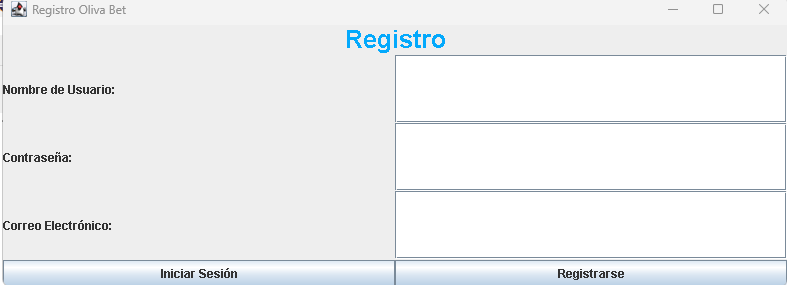 Registro Oliva Bet
Registro
Nombre de Usuario:
Contraseña:
Correo Electrónico:
Iniciar Sesión
Registrarse